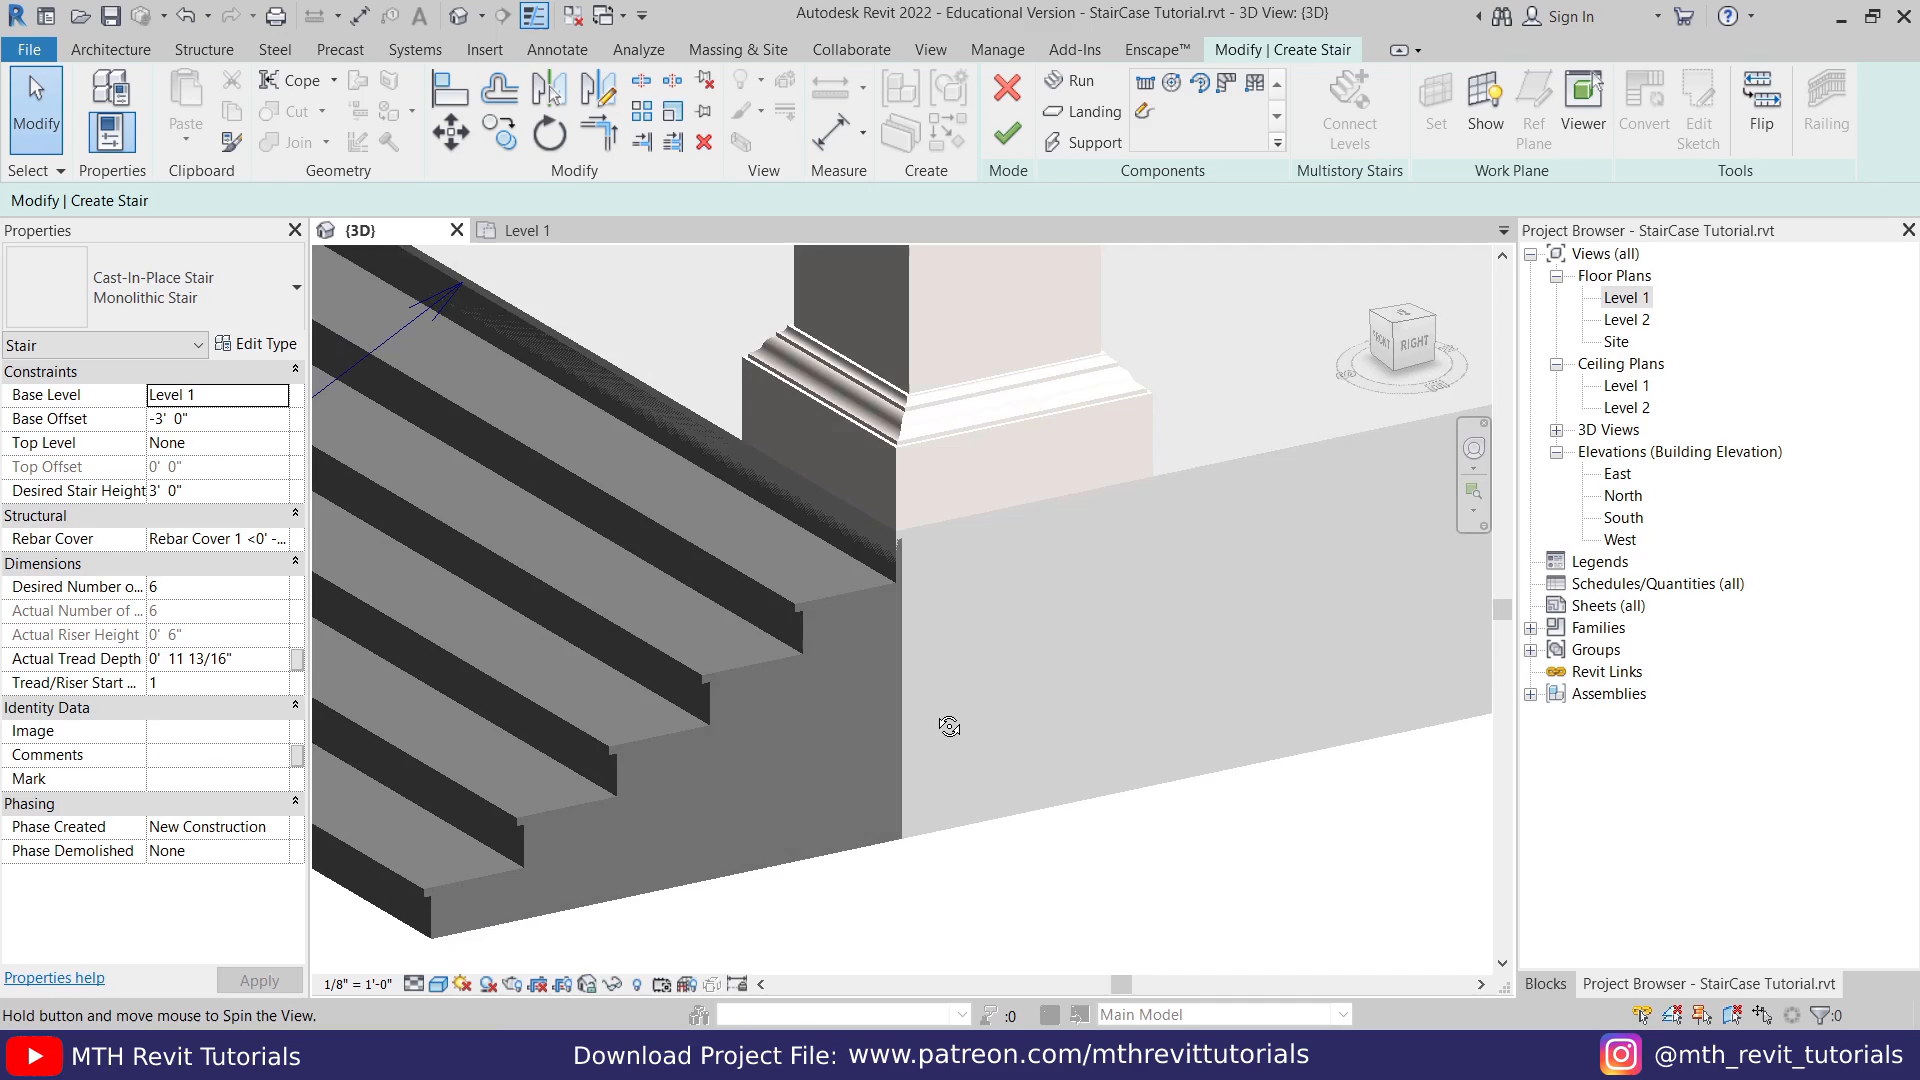 Autodesk Revit 2022 - Educational Version - StairCase Tutorial.rvt - 3D View: {3D}
Sign In
File Architecture Structure Steel Precast Systems Insert Annotate Analyze Massing & Site Collaborate View Manage Add-Ins Enscape™ Modify | Create Stair
Modify Paste Cope Cut Join Run Landing Support Connect Levels Set Show Ref Plane Viewer Convert Edit Sketch Flip Railing
Select Properties Clipboard Geometry Modify View Measure Create Mode Components Multistory Stairs Work Plane Tools
Modify | Create Stair
Properties
Cast-In-Place Stair
Monolithic Stair
Stair Edit Type
Constraints
Base Level Level 1
Base Offset -3' 0"
Top Level None
Top Offset 0' 0"
Desired Stair Height 3' 0"
Structural
Rebar Cover Rebar Cover 1 <0' -...
Dimensions
Desired Number o... 6
Actual Number of ... 6
Actual Riser Height 0' 6"
Actual Tread Depth 0' 11 13/16"
Tread/Riser Start ... 1
Identity Data
Image
Comments
Mark
Phasing
Phase Created New Construction
Phase Demolished None
Properties help Apply
{3D} Level 1
RIGHT
FRONT
1/8" = 1'-0"
Project Browser - StairCase Tutorial.rvt
Views (all)
Floor Plans
Level 1
Level 2
Site
Ceiling Plans
Level 1
Level 2
3D Views
Elevations (Building Elevation)
East
North
South
West
Legends
Schedules/Quantities (all)
Sheets (all)
Families
Groups
Revit Links
Assemblies
Blocks Project Browser - StairCase Tutorial.rvt
Hold button and move mouse to Spin the View.
:0 Main Model :0
MTH Revit Tutorials Download Project File: www.patreon.com/mthrevittutorials @mth_revit_tutorials